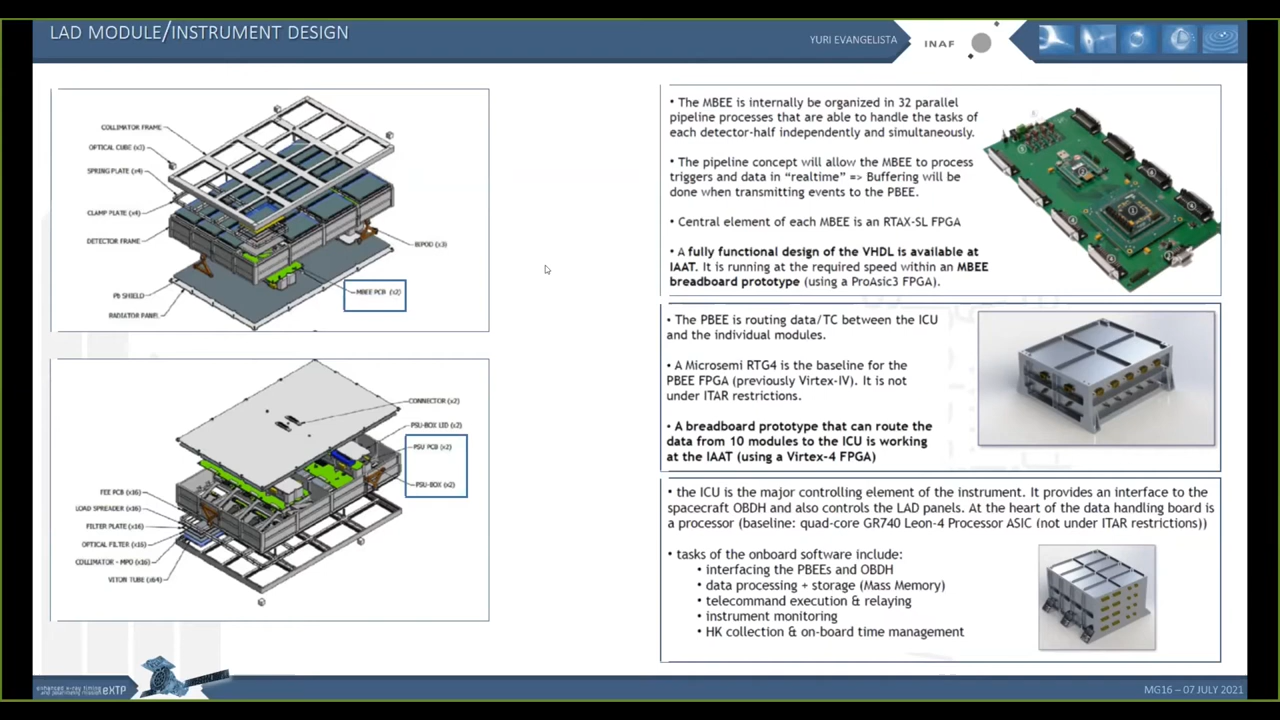 LAD MODULE/INSTRUMENT DESIGN
YURI EVANGELISTA
INAF
COLLIMATOR FRAME
OPTICAL CUBE (x3)
SPRING PLATE (x4)
CLAMP PLATE (x4)
DETECTOR FRAME
Pb SHIELD
RADIATOR PANEL
BIPOD (x3)
MBEE PCB (x2)
CONNECTOR (x2)
PSU-BOX LID (x2)
PSU PCB (x2)
PSU-BOX (x2)
FEE PCB (x16)
LOAD SPREADER (x16)
FILTER PLATE (x16)
OPTICAL FILTER (x16)
COLLIMATOR - MPO (x16)
VITON TUBE (x64)
• The MBEE is internally be organized in 32 parallel
pipeline processes that are able to handle the tasks of
each detector-half independently and simultaneously.
• The pipeline concept will allow the MBEE to process
triggers and data in “realtime” => Buffering will be
done when transmitting events to the PBEE.
• Central element of each MBEE is an RTAX-SL FPGA
• A fully functional design of the VHDL is available at
IAAT. It is running at the required speed within an MBEE
breadboard prototype (using a ProAsic3 FPGA).
• The PBEE is routing data/TC between the ICU
and the individual modules.
• A Microsemi RTG4 is the baseline for the
PBEE FPGA (previously Virtex-IV). It is not
under ITAR restrictions.
• A breadboard prototype that can route the
data from 10 modules to the ICU is working
at the IAAT (using a Virtex-4 FPGA)
• the ICU is the major controlling element of the instrument. It provides an interface to the
spacecraft OBDH and also controls the LAD panels. At the heart of the data handling board is
a processor (baseline: quad-core GR740 Leon-4 Processor ASIC (not under ITAR restrictions))
• tasks of the onboard software include:
• interfacing the PBEEs and OBDH
• data processing + storage (Mass Memory)
• telecommand execution & relaying
• instrument monitoring
• HK collection & on-board time management
enhanced x-ray timing
and polarimetry mission eXTP
MG16 – 07 JULY 2021